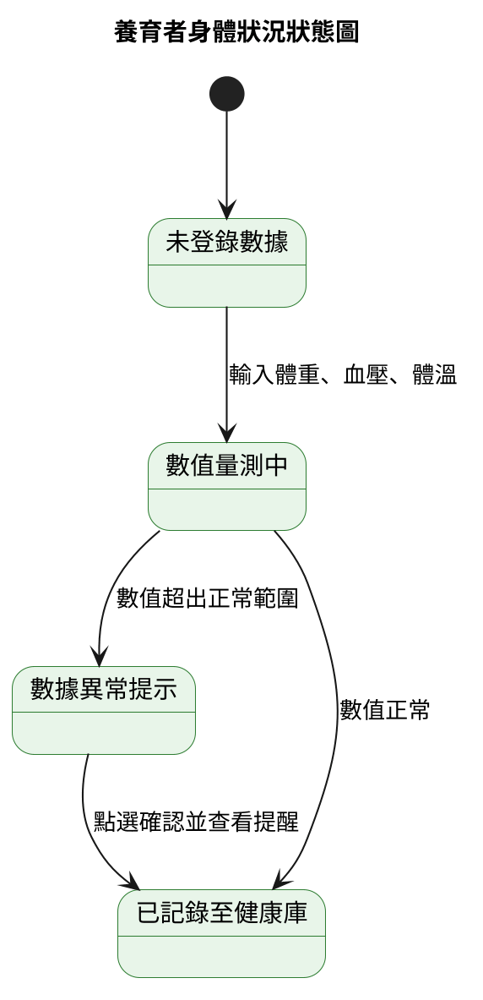 養育者身體狀況狀態圖
未登錄數據
輸入體重、血壓、體溫
數值量測中
數值超出正常範圍
數據異常提示
數值正常
點選確認並查看提醒
已記錄至健康庫